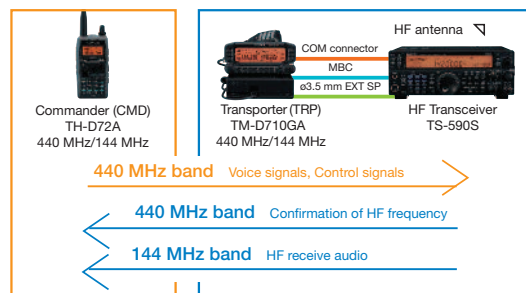 HF antenna
COM connector
MBC
ø3.5 mm EXT SP
Commander (CMD)
TH-D72A
440 MHz/144 MHz
Transporter (TRP)
TM-D710GA
440 MHz/144 MHz
HF Transceiver
TS-590S
440 MHz band Voice signals, Control signals
440 MHz band Confirmation of HF frequency
144 MHz band HF receive audio